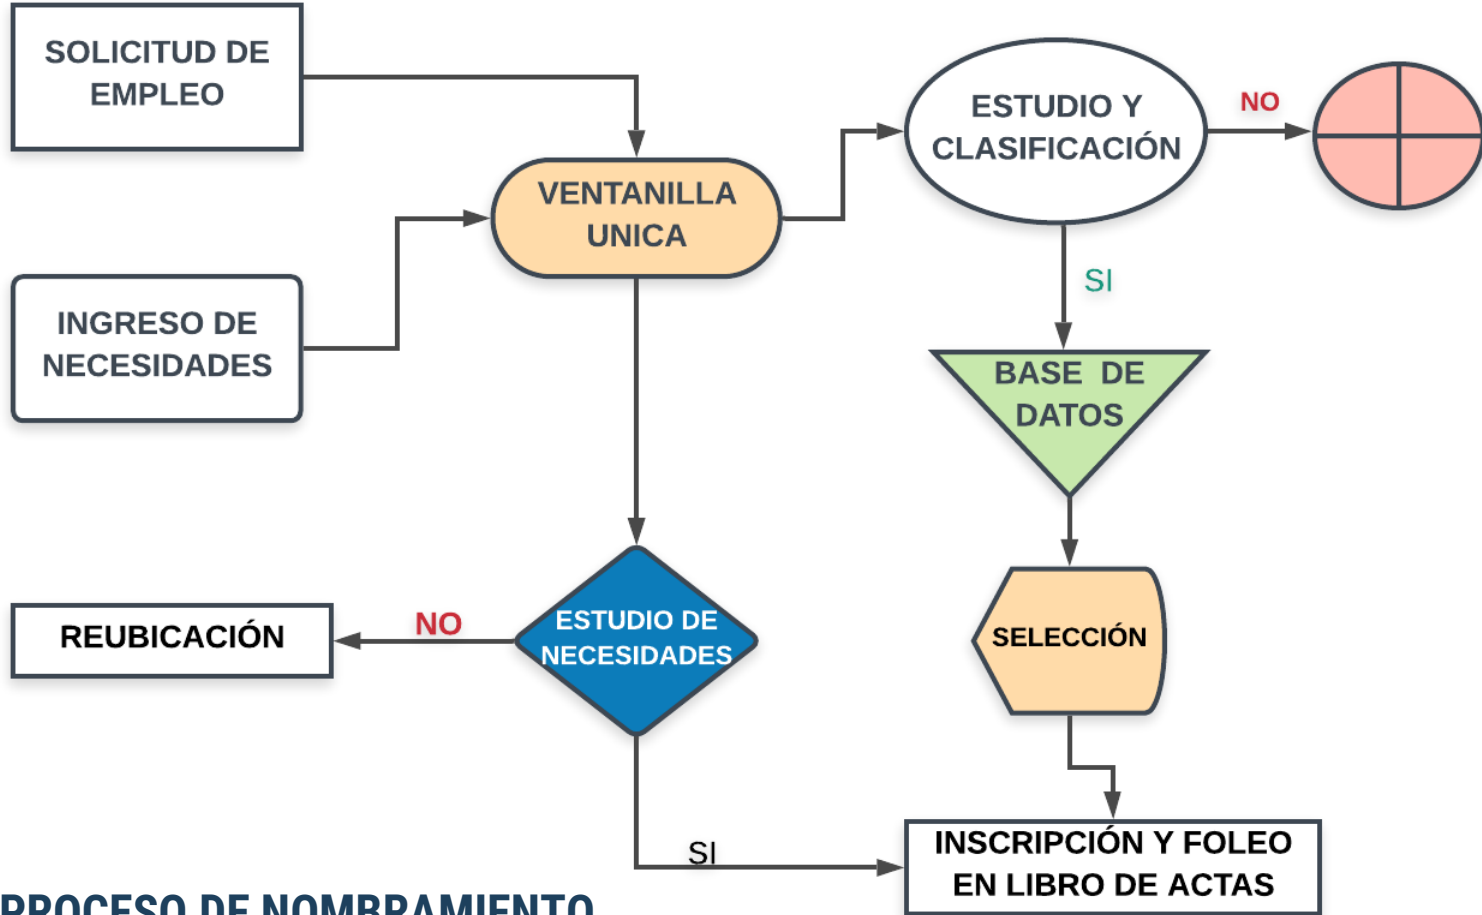 SOLICITUD DE
EMPLEO
VENTANILLA
UNICA
ESTUDIO Y
CLASIFICACIÓN
NO
INGRESO DE
NECESIDADES
SI
BASE DE
DATOS
REUBICACIÓN
NO
ESTUDIO DE
NECESIDADES
SELECCIÓN
SI
INSCRIPCIÓN Y FOLEO
EN LIBRO DE ACTAS
PROCESO DE NOMBRAMIENTO